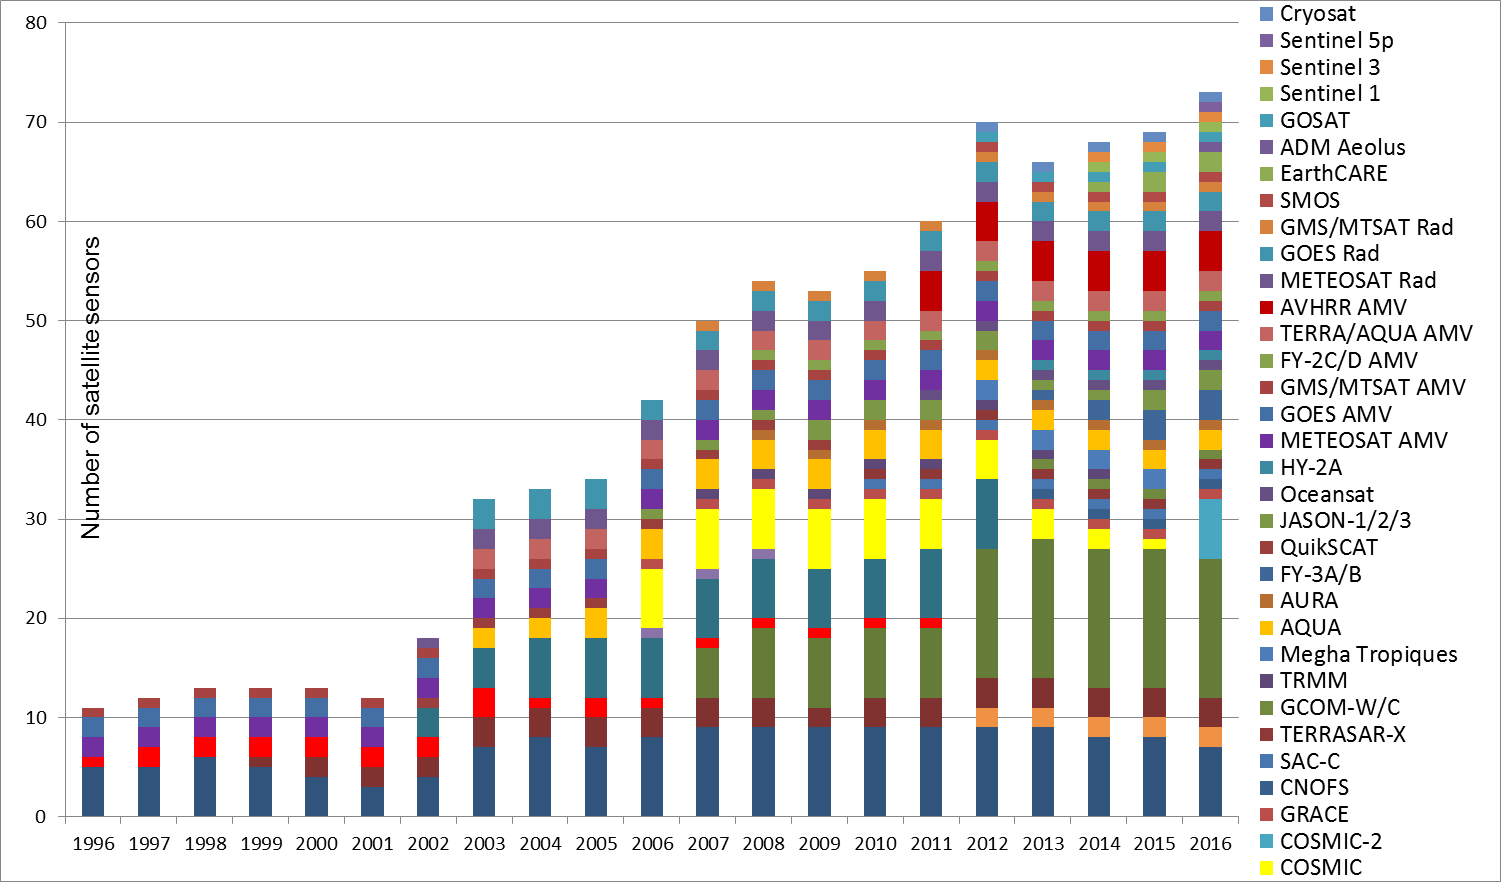 80
70
60
50
40
30
20
10
0
Number of satellite sensors
1996 1997 1998 1999 2000 2001 2002 2003 2004 2005 2006 2007 2008 2009 2010 2011 2012 2013 2014 2015 2016
Cryosat
Sentinel 5p
Sentinel 3
Sentinel 1
GOSAT
ADM Aeolus
EarthCARE
SMOS
GMS/MTSAT Rad
GOES Rad
METEOSAT Rad
AVHRR AMV
TERRA/AQUA AMV
FY-2C/D AMV
GMS/MTSAT AMV
GOES AMV
METEOSAT AMV
HY-2A
Oceansat
JASON-1/2/3
QuikSCAT
FY-3A/B
AURA
AQUA
Megha Tropiques
TRMM
GCOM-W/C
TERRASAR-X
SAC-C
CNOFS
GRACE
COSMIC-2
COSMIC